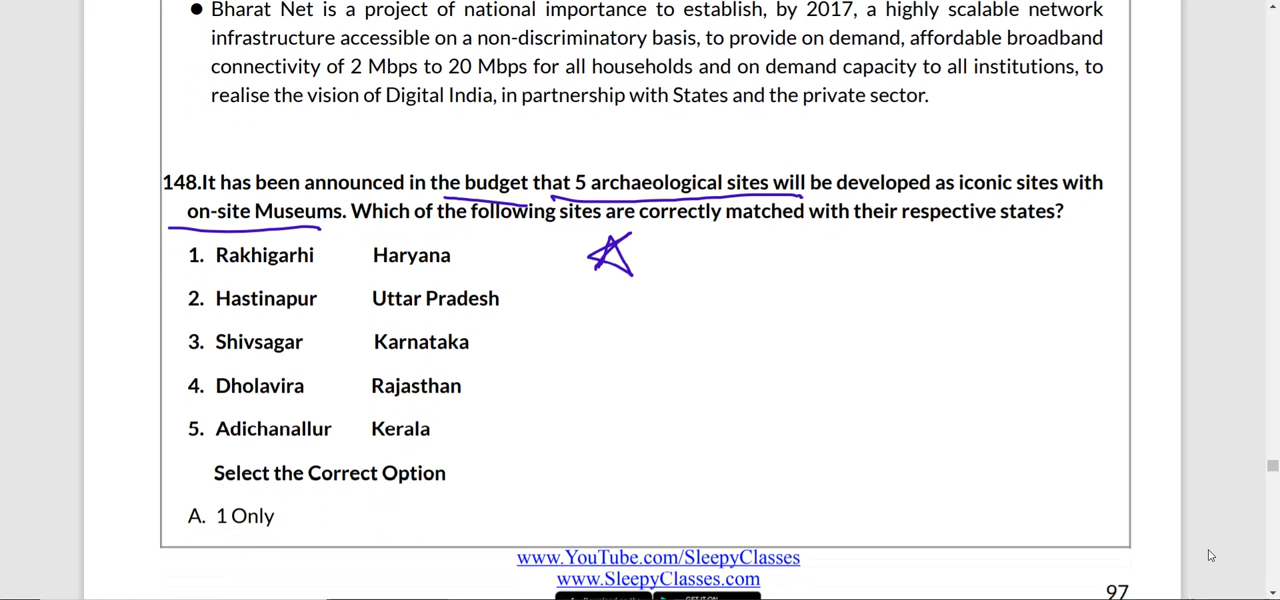 ● Bharat Net is a project of national importance to establish, by 2017, a highly scalable network
infrastructure accessible on a non-discriminatory basis, to provide on demand, affordable broadband
connectivity of 2 Mbps to 20 Mbps for all households and on demand capacity to all institutions, to
realise the vision of Digital India, in partnership with States and the private sector.
148.It has been announced in the budget that 5 archaeological sites will be developed as iconic sites with
on-site Museums. Which of the following sites are correctly matched with their respective states?
1. Rakhigarhi Haryana
2. Hastinapur Uttar Pradesh
3. Shivsagar Karnataka
4. Dholavira Rajasthan
5. Adichanallur Kerala
Select the Correct Option
A. 1 Only
www.YouTube.com/SleepyClasses
www.SleepyClasses.com
97